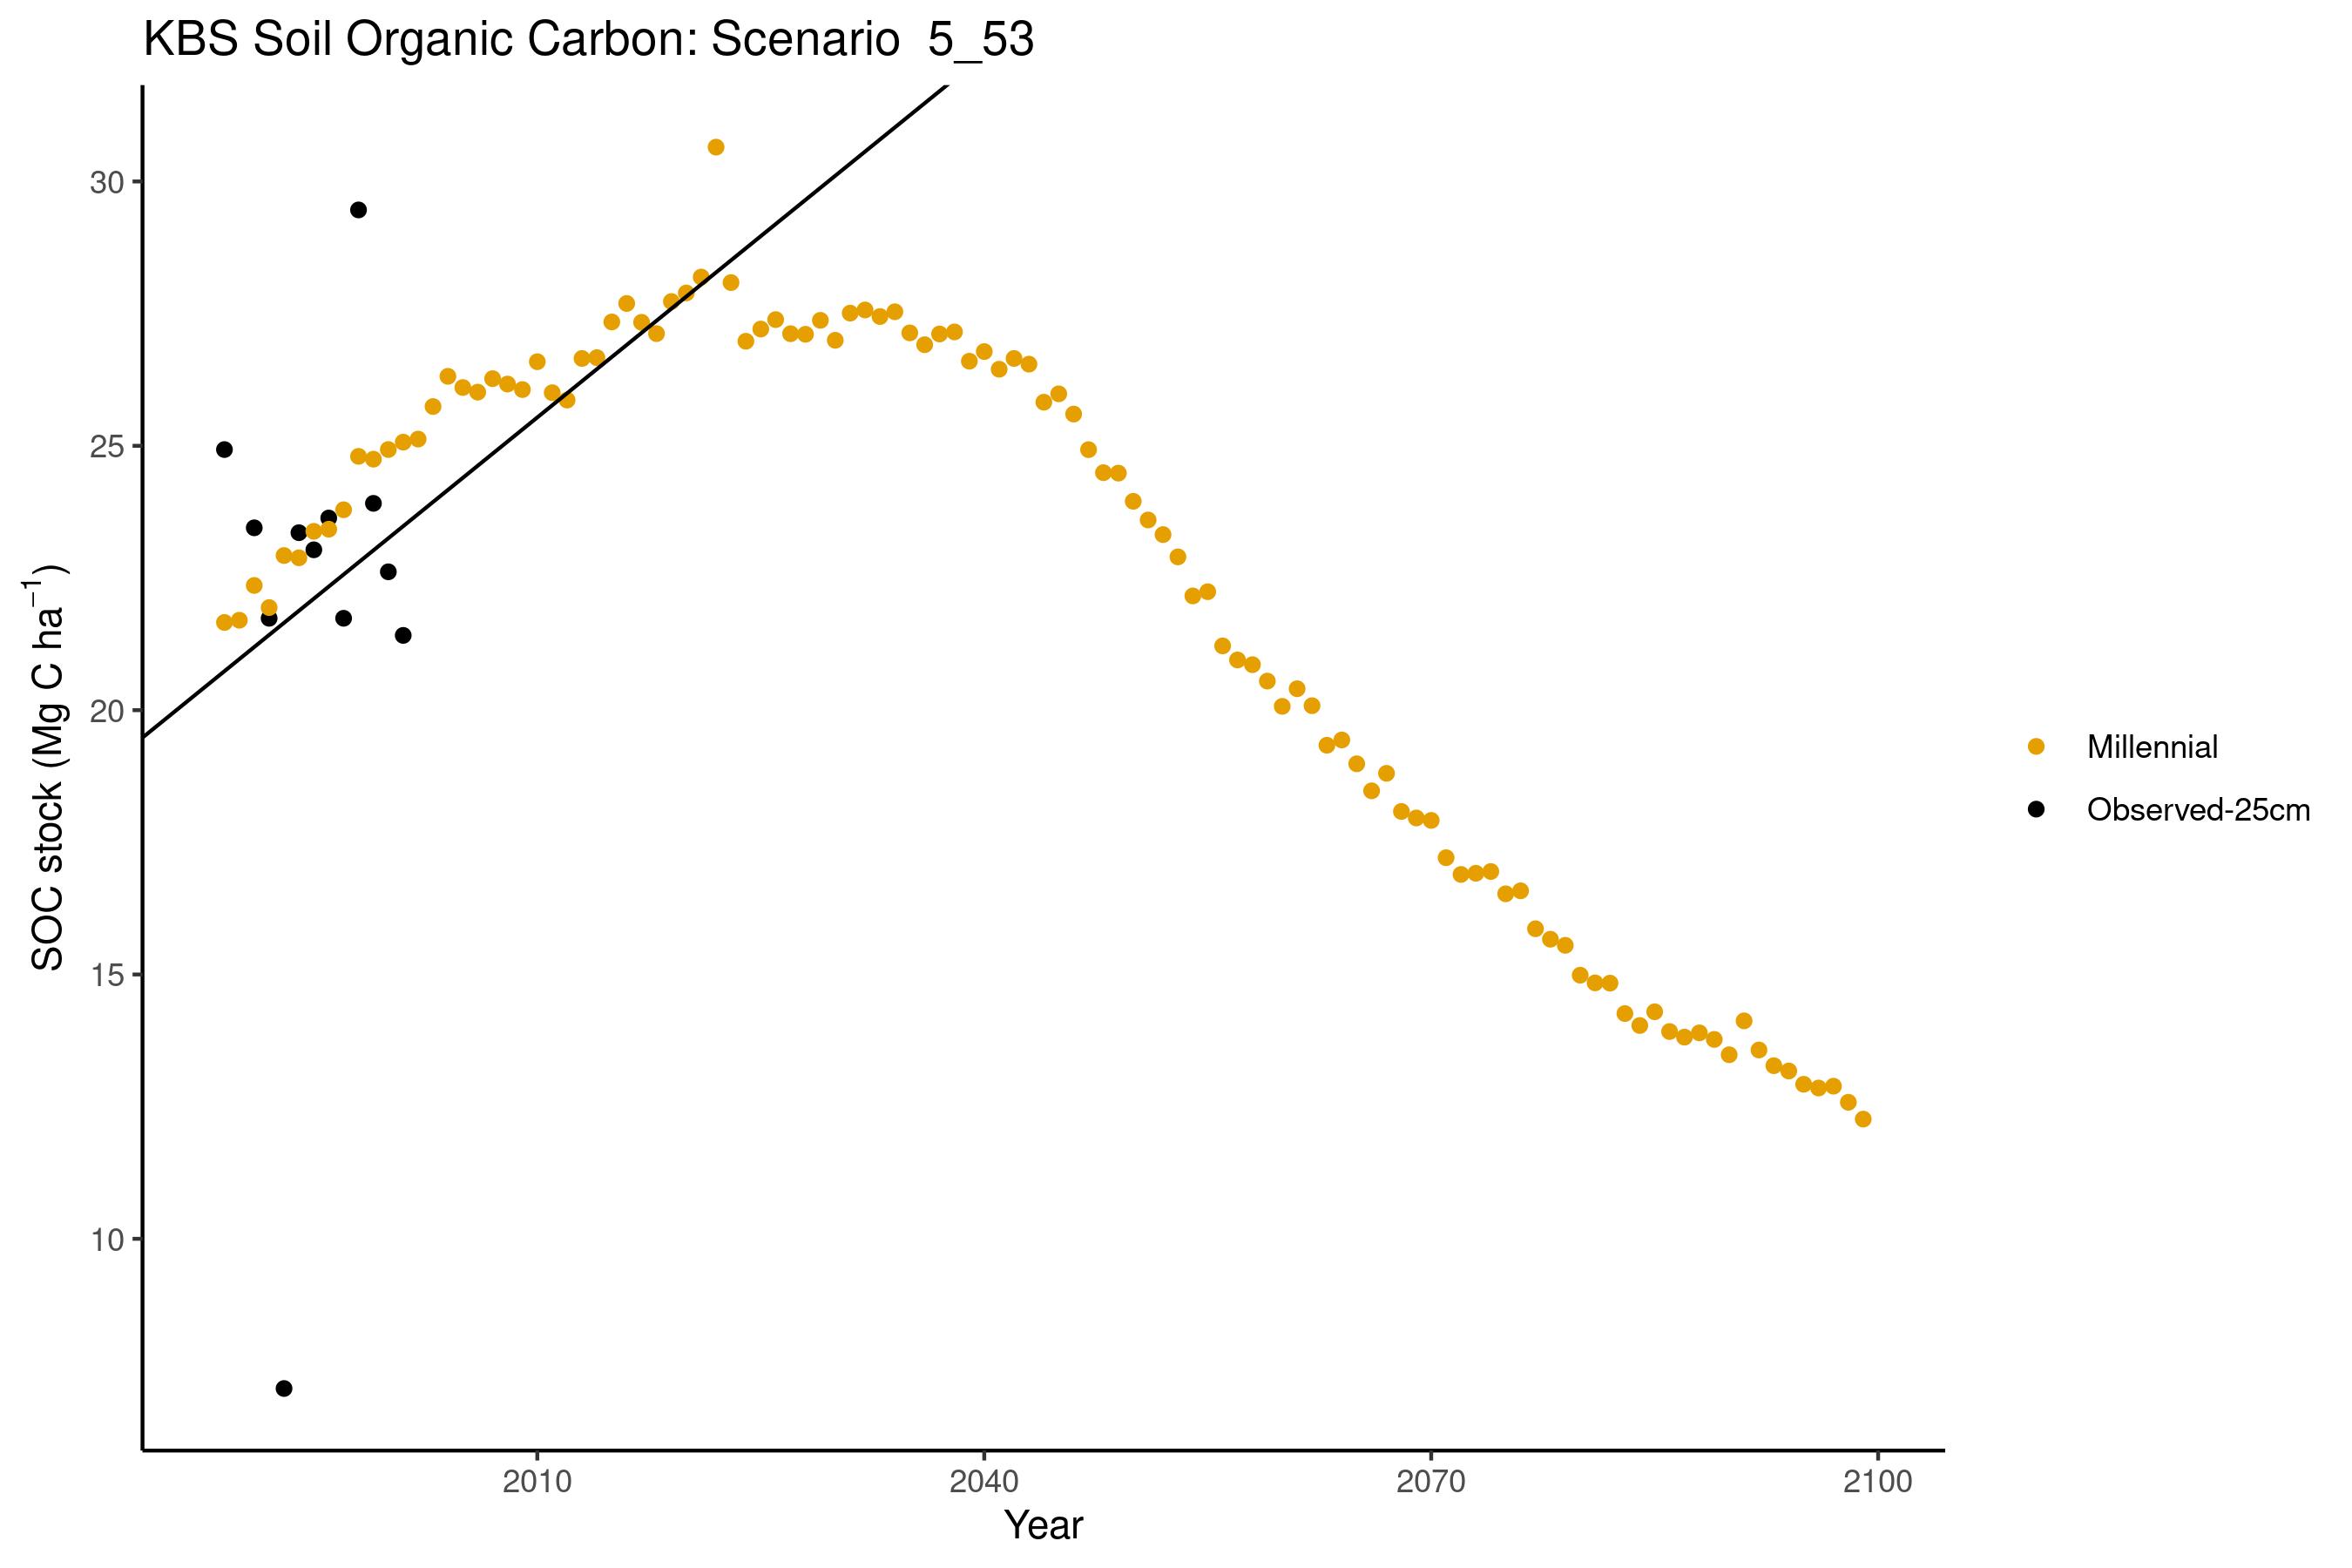 KBS Soil Organic Carbon: Scenario  5_53
SOC stock (Mg C ha⁻¹)
30
25
20
15
10
2010
2040
2070
2100
Year
Millennial
Observed-25cm